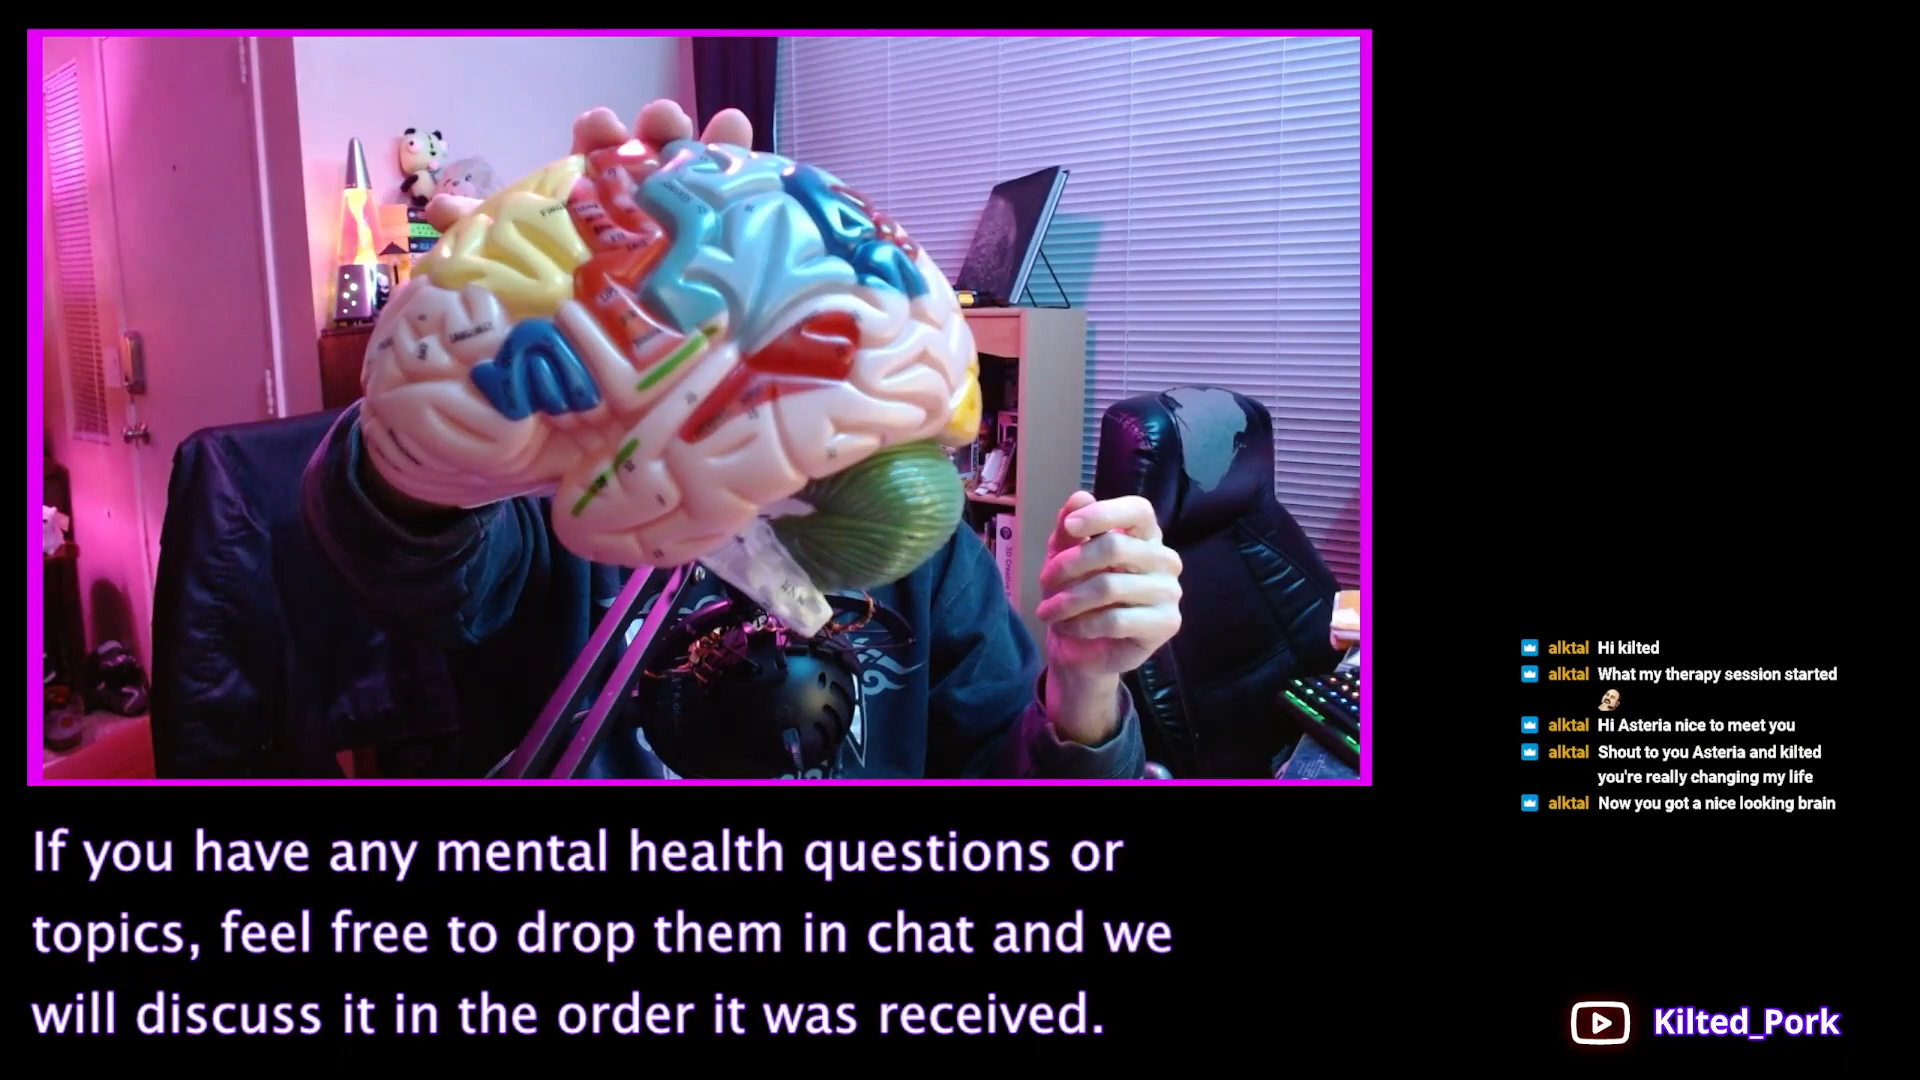 alktal Hi kilted
alktal What my therapy session started
alktal Hi Asteria nice to meet you
alktal Shout to you Asteria and kilted
you're really changing my life
alktal Now you got a nice looking brain
If you have any mental health questions or
topics, feel free to drop them in chat and we
will discuss it in the order it was received.
Kilted_Pork